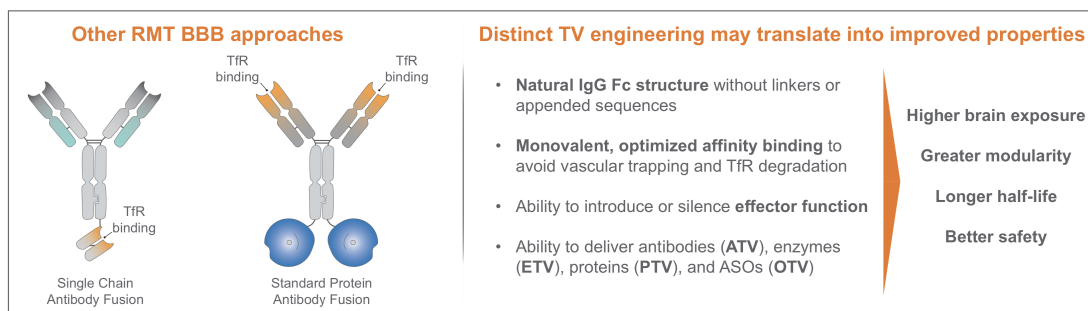 Other RMT BBB approaches
TfR
binding
TfR
binding
TfR
binding
Single Chain
Antibody Fusion
Standard Protein
Antibody Fusion
Distinct TV engineering may translate into improved properties
• Natural IgG Fc structure without linkers or
appended sequences
• Monovalent, optimized affinity binding to
avoid vascular trapping and TfR degradation
• Ability to introduce or silence effector function
• Ability to deliver antibodies (ATV), enzymes
(ETV), proteins (PTV), and ASOs (OTV)
Higher brain exposure
Greater modularity
Longer half-life
Better safety